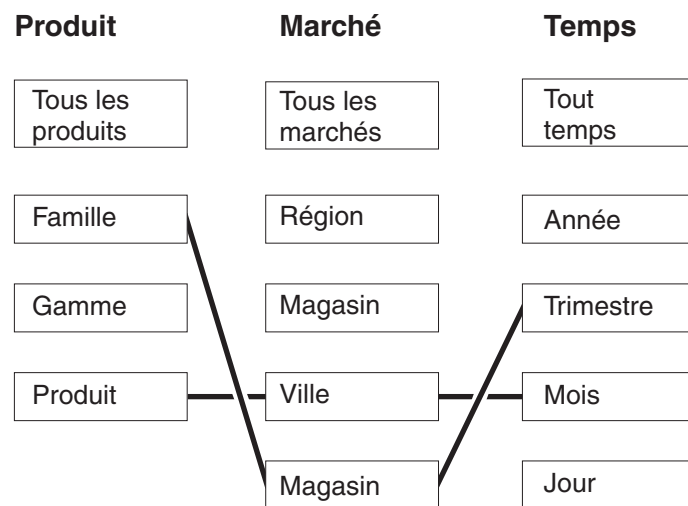 Produit
Marché
Temps
Tous les
produits
Tous les
marchés
Tout
temps
Famille
Région
Année
Gamme
Magasin
Trimestre
Produit
Ville
Mois
Magasin
Jour